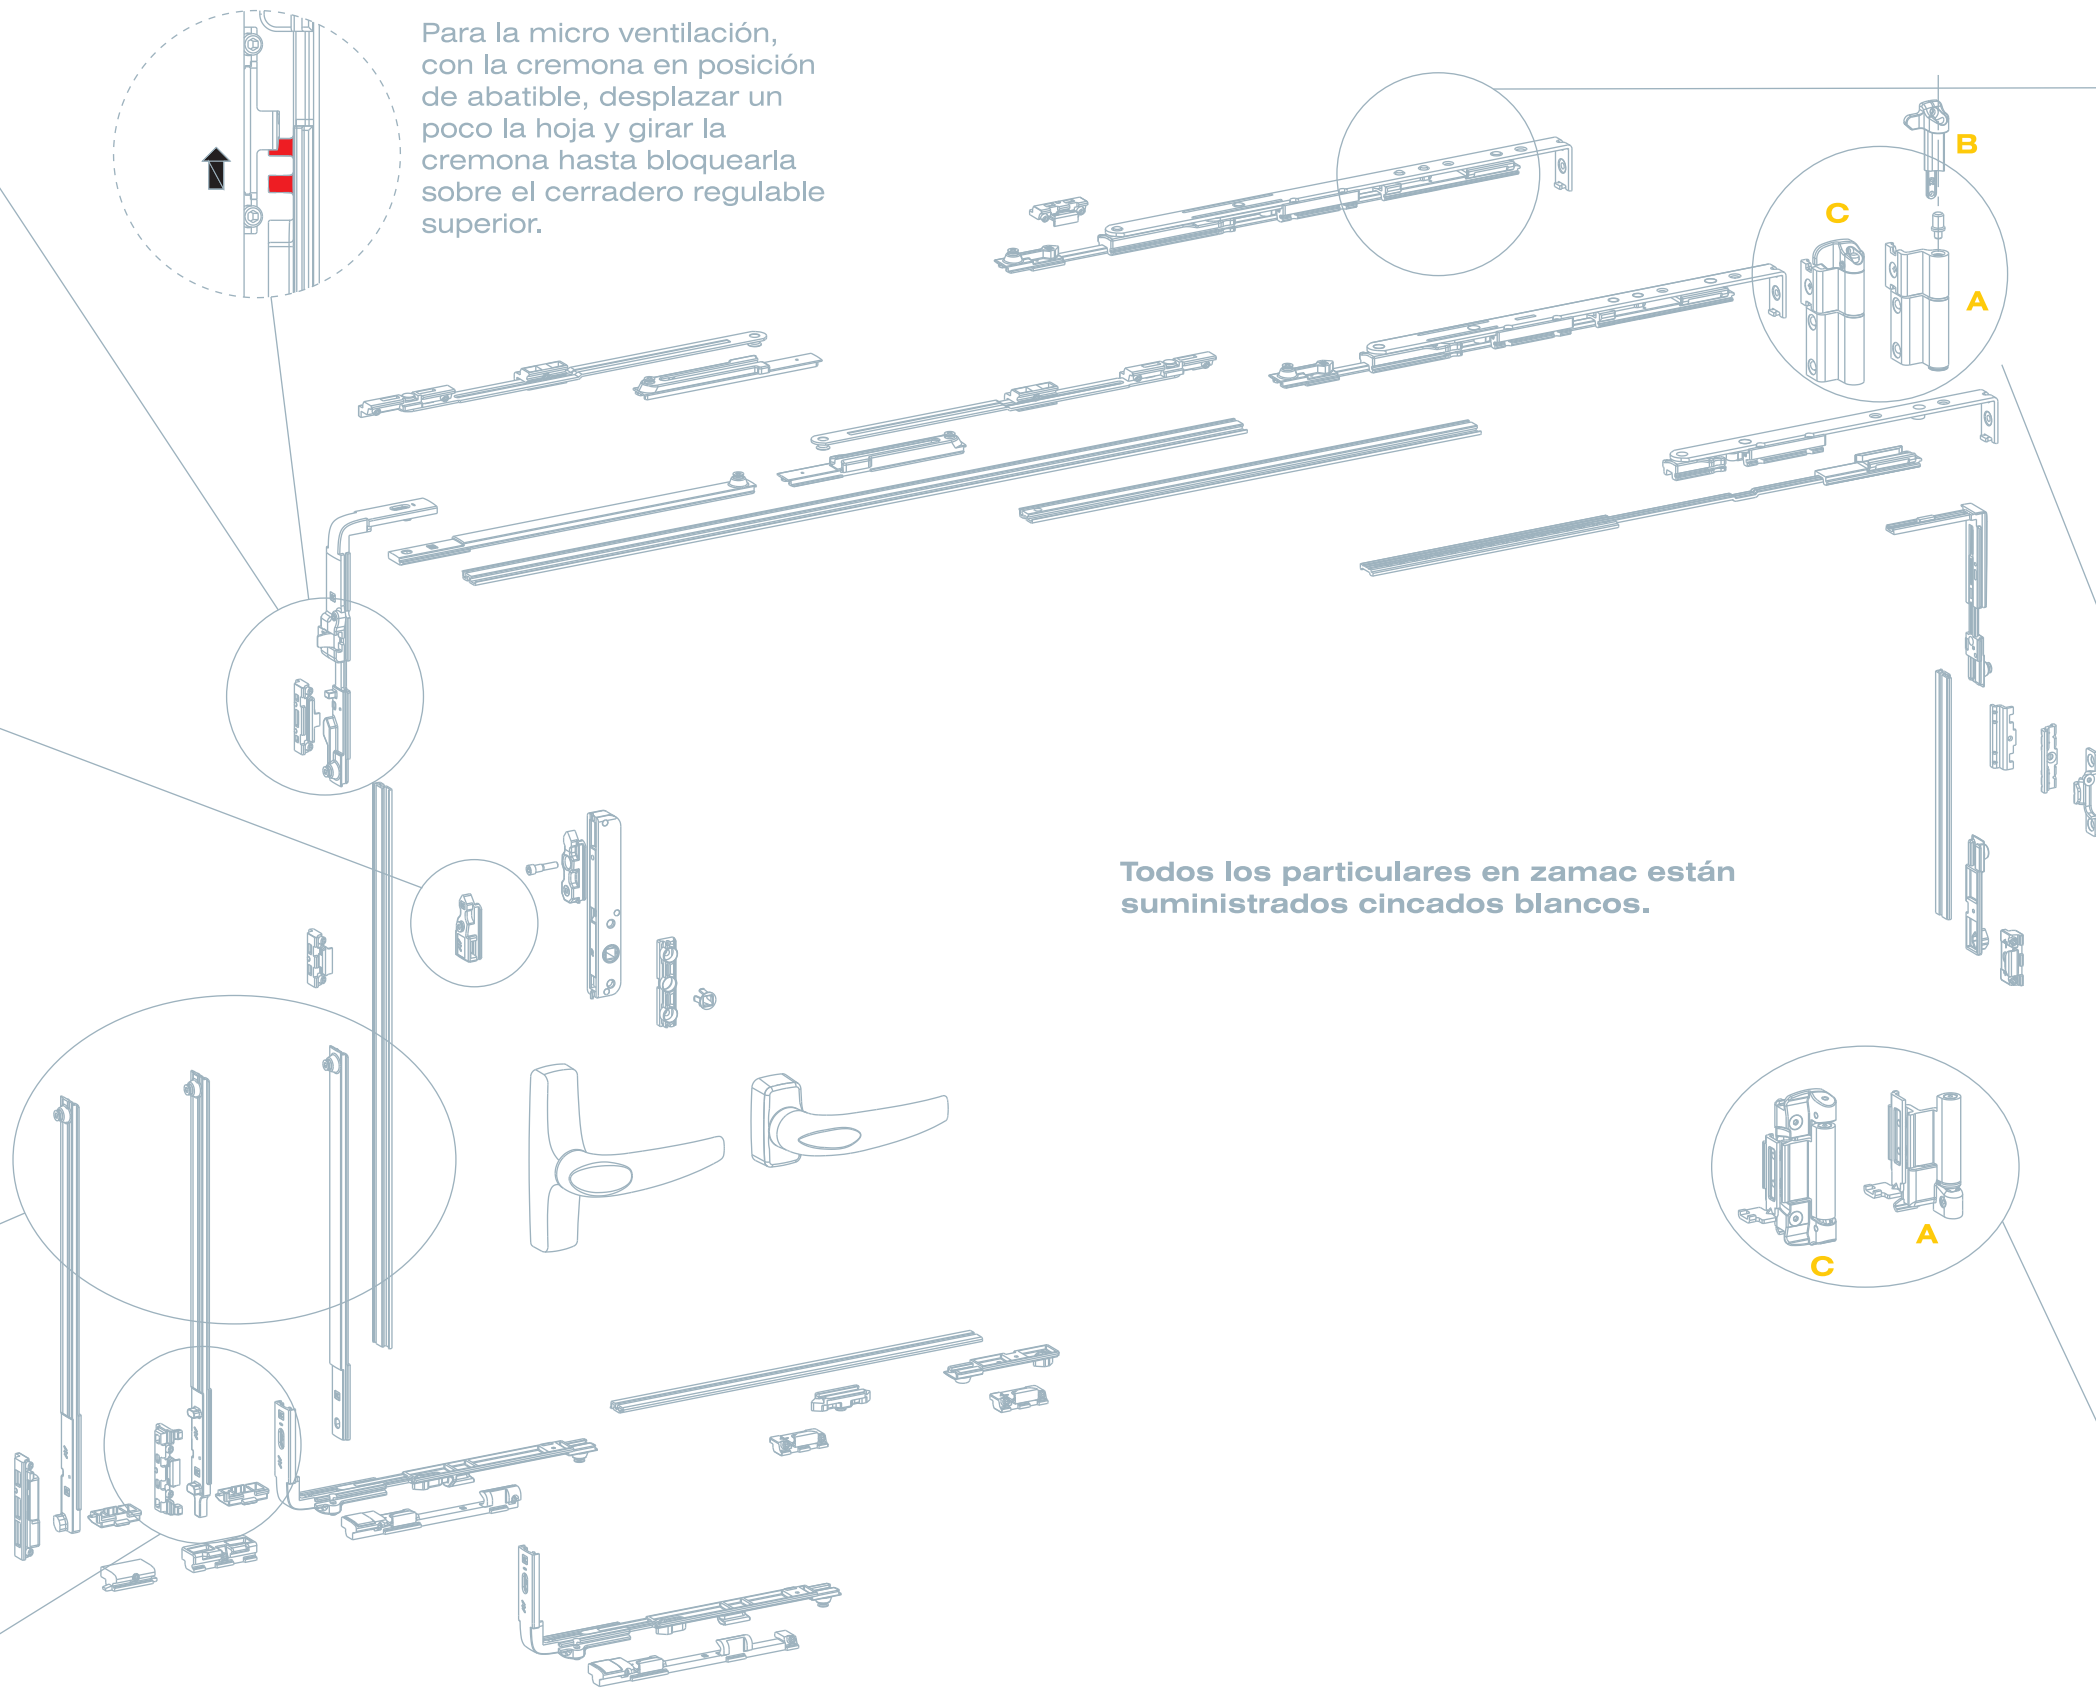 Para la micro ventilación,
con la cremona en posición
de abatible, desplazar un
poco la hoja y girar la
cremona hasta bloquearla
sobre el cerradero regulable
superior.
B
C
A
Todos los particulares en zamac están
suministrados cincados blancos.
A
C